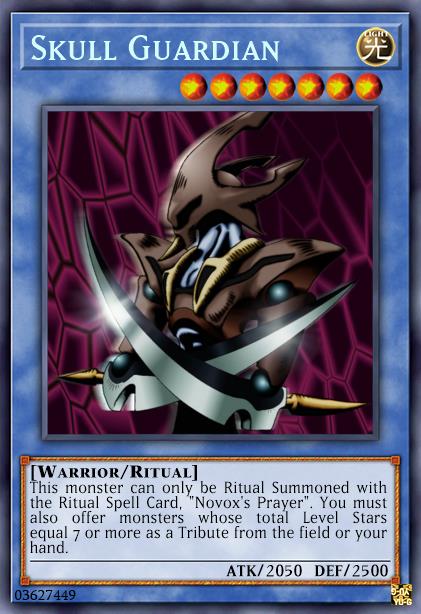 Skull Guardian
LIGHT
光
[Warrior/Ritual]
This monster can only be Ritual Summoned with
the Ritual Spell Card, "Novox's Prayer". You must
also offer monsters whose total Level Stars
equal 7 or more as a Tribute from the field or your
hand.
ATK/2050 DEF/2500
03627449